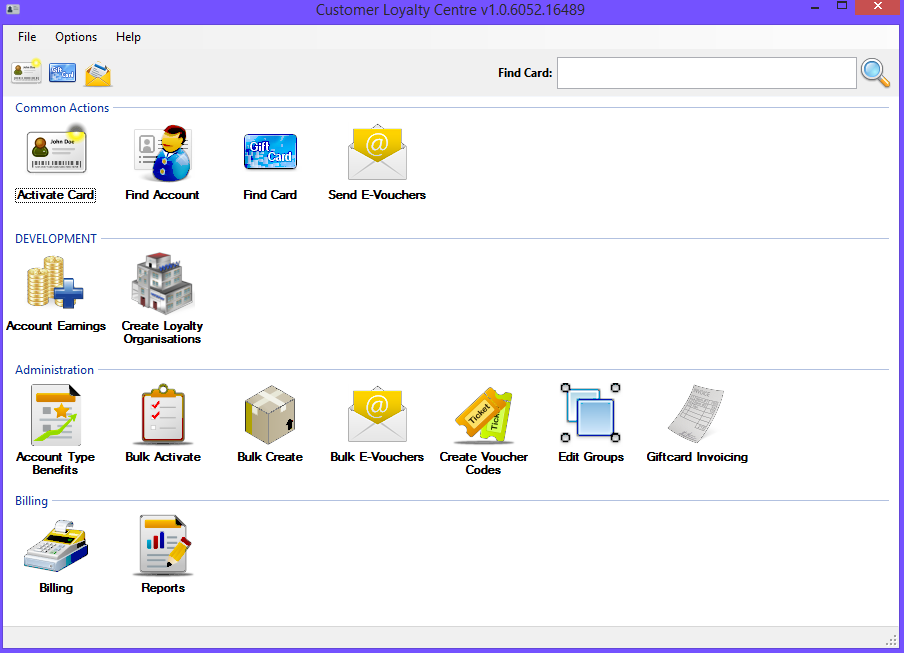 Customer Loyalty Centre v1.0.6052.16489
File Options Help
Gift Card
Find Card:
Common Actions
John Doe
Gift
Card
@
Activate Card Find Account Find Card Send E-Vouchers
DEVELOPMENT
Account Earnings Create Loyalty
Organisations
Administration
@
Ticket
Account Type Bulk Activate Bulk Create Bulk E-Vouchers Create Voucher Edit Groups Giftcard Invoicing
Benefits Codes
Billing
Billing Reports